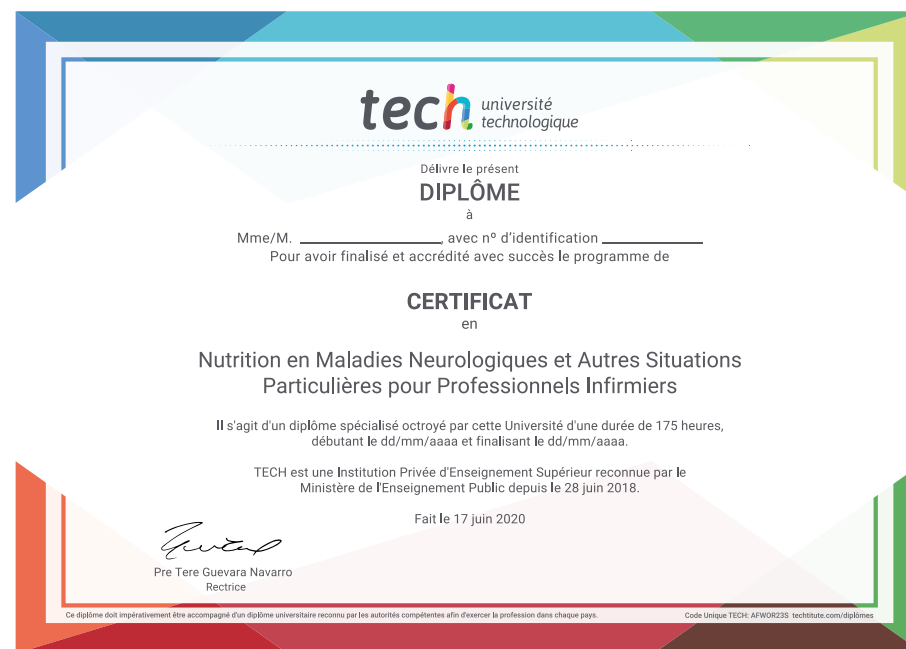 tech université
technologique
Délivre le présent
DIPLÔME
à
Mme/M. ____________________, avec nº d'identification ______________
Pour avoir finalisé et accrédité avec succès le programme de
CERTIFICAT
en
Nutrition en Maladies Neurologiques et Autres Situations
Particulières pour Professionnels Infirmiers
Il s'agit d'un diplôme spécialisé octroyé par cette Université d'une durée de 175 heures,
débutant le dd/mm/aaaa et finalisant le dd/mm/aaaa.
TECH est une Institution Privée d'Enseignement Supérieur reconnue par le
Ministère de l'Enseignement Public depuis le 28 juin 2018.
Fait le 17 juin 2020
Pre Tere Guevara Navarro
Rectrice
Ce diplôme doit impérativement être accompagné d'un diplôme universitaire reconnu par les autorités compétentes afin d'exercer la profession dans chaque pays. Code Unique TECH: AFWOR23S techtitute.com/diplômes